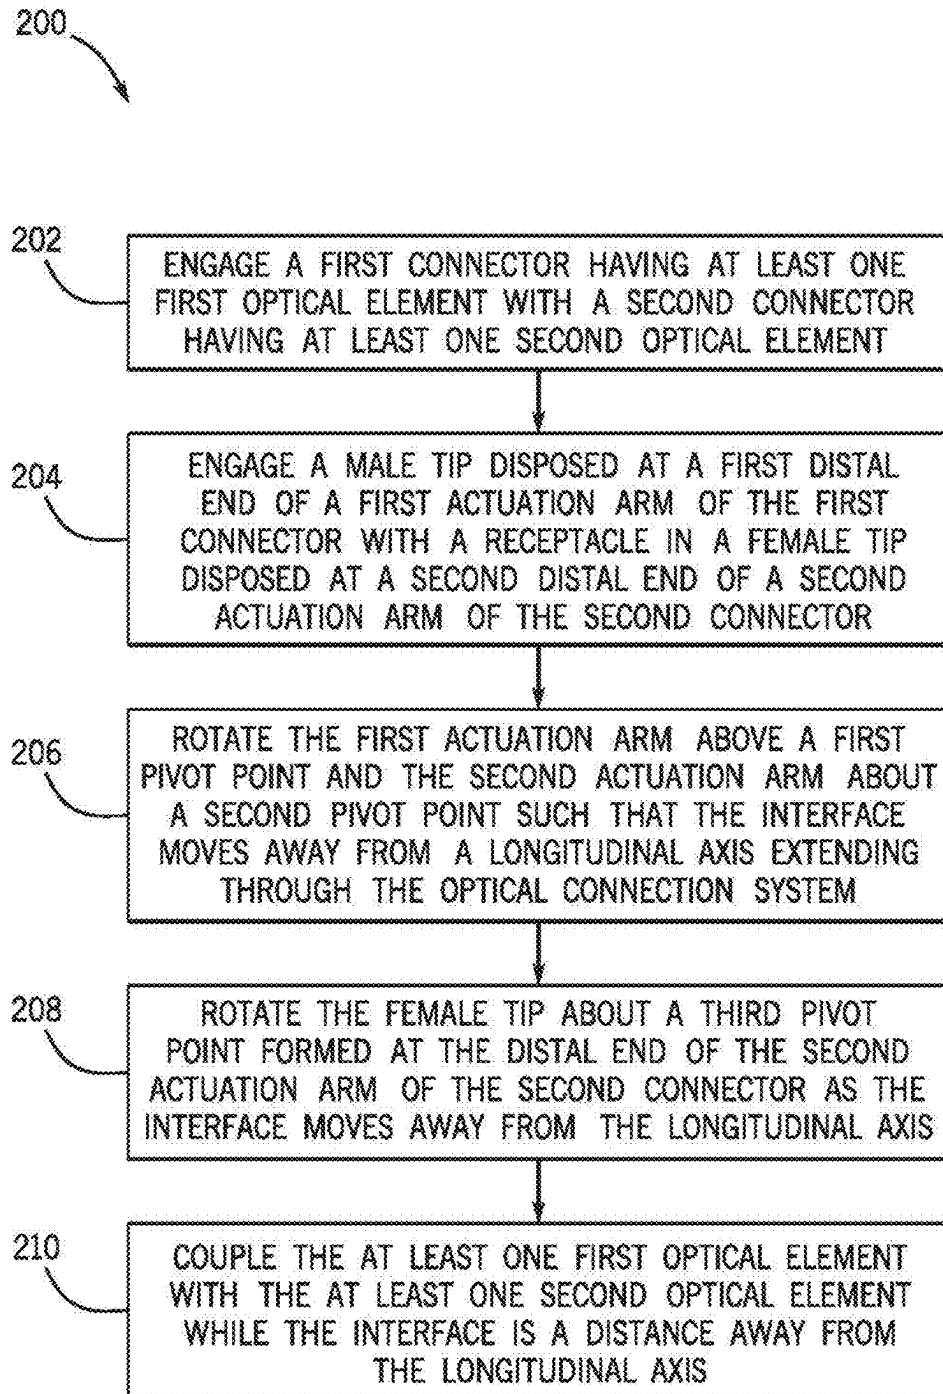 200
202
ENGAGE A FIRST CONNECTOR HAVING AT LEAST ONE
FIRST OPTICAL ELEMENT WITH A SECOND CONNECTOR
HAVING AT LEAST ONE SECOND OPTICAL ELEMENT
204
ENGAGE A MALE TIP DISPOSED AT A FIRST DISTAL
END OF A FIRST ACTUATION ARM OF THE FIRST
CONNECTOR WITH A RECEPTACLE IN A FEMALE TIP
DISPOSED AT A SECOND DISTAL END OF A SECOND
ACTUATION ARM OF THE SECOND CONNECTOR
206
ROTATE THE FIRST ACTUATION ARM ABOVE A FIRST
PIVOT POINT AND THE SECOND ACTUATION ARM ABOUT
A SECOND PIVOT POINT SUCH THAT THE INTERFACE
MOVES AWAY FROM A LONGITUDINAL AXIS EXTENDING
THROUGH THE OPTICAL CONNECTION SYSTEM
208
ROTATE THE FEMALE TIP ABOUT A THIRD PIVOT
POINT FORMED AT THE DISTAL END OF THE SECOND
ACTUATION ARM OF THE SECOND CONNECTOR AS THE
INTERFACE MOVES AWAY FROM THE LONGITUDINAL AXIS
210
COUPLE THE AT LEAST ONE FIRST OPTICAL ELEMENT
WITH THE AT LEAST ONE SECOND OPTICAL ELEMENT
WHILE THE INTERFACE IS A DISTANCE AWAY FROM
THE LONGITUDINAL AXIS